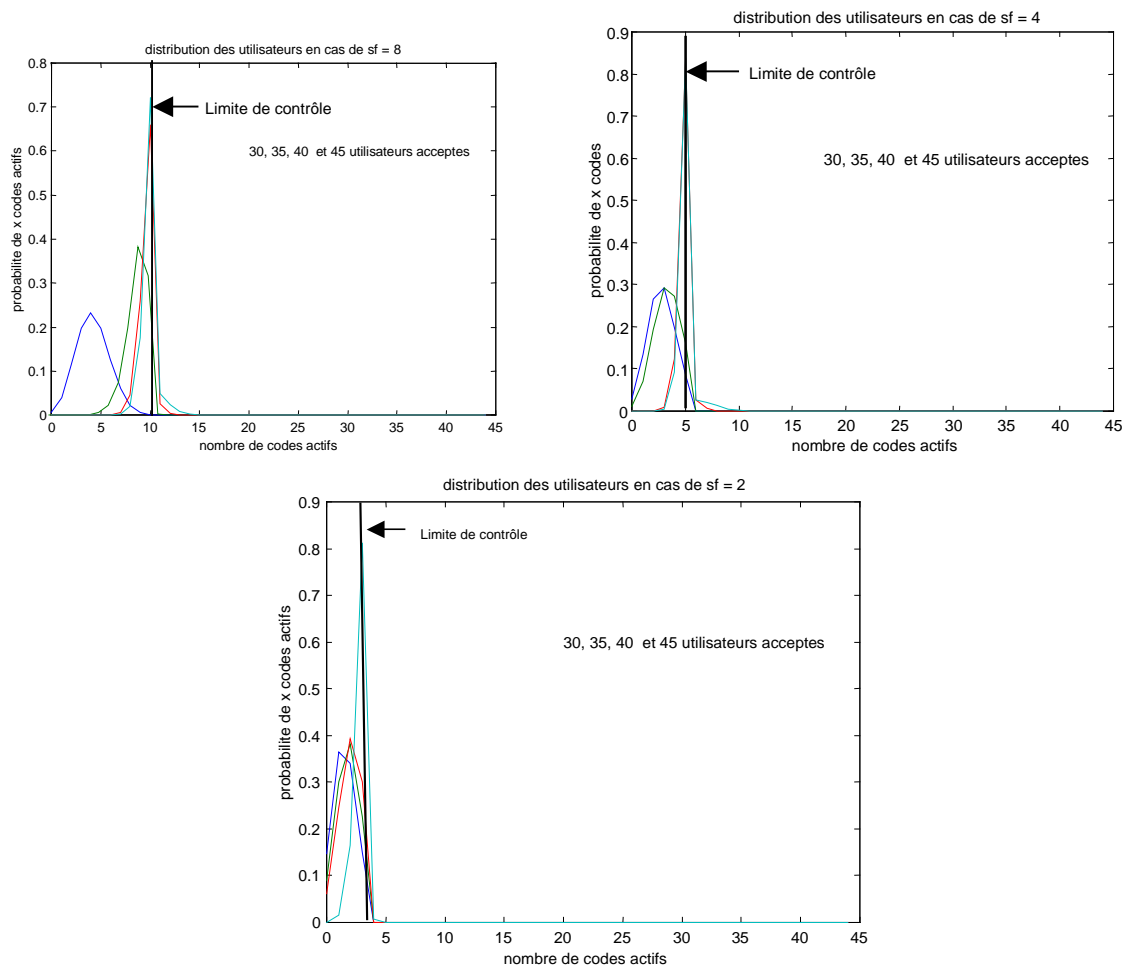 distribution des utilisateurs en cas de sf = 8
Limite de contrôle
30, 35, 40 et 45 utilisateurs acceptes
probabilite de x codes actifs
0.8
0.7
0.6
0.5
0.4
0.3
0.2
0.1
0
0 5 10 15 20 25 30 35 40 45
nombre de codes actifs
distribution des utilisateurs en cas de sf = 4
Limite de contrôle
30, 35, 40 et 45 utilisateurs acceptes
probabilite de x codes
0.9
0.8
0.7
0.6
0.5
0.4
0.3
0.2
0.1
0
0 5 10 15 20 25 30 35 40 45
nombre de codes actifs
distribution des utilisateurs en cas de sf = 2
Limite de contrôle
30, 35, 40 et 45 utilisateurs acceptes
probabilite de x codes actifs
0.9
0.8
0.7
0.6
0.5
0.4
0.3
0.2
0.1
0
0 5 10 15 20 25 30 35 40 45
nombre de codes actifs